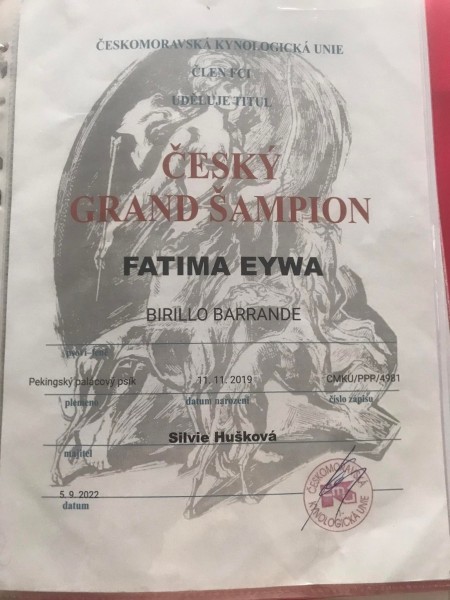 ČESKOMORAVSKÁ KYNOLOGICKÁ UNIE
ČLEN FCI
UDĚLUJE TITUL
ČESKÝ
GRAND ŠAMPION
FATIMA EYWA
BIRILLO BARRANDE
Pekingský palácový psík 11. 11. 2019 CMKU/PPP/4981
plemeno datum narození číslo zápisu
Silvie Hušková
majitel
5. 9. 2022
datum
ČESKOMORAVSKÁ
KYNOLOGICKÁ UNIE